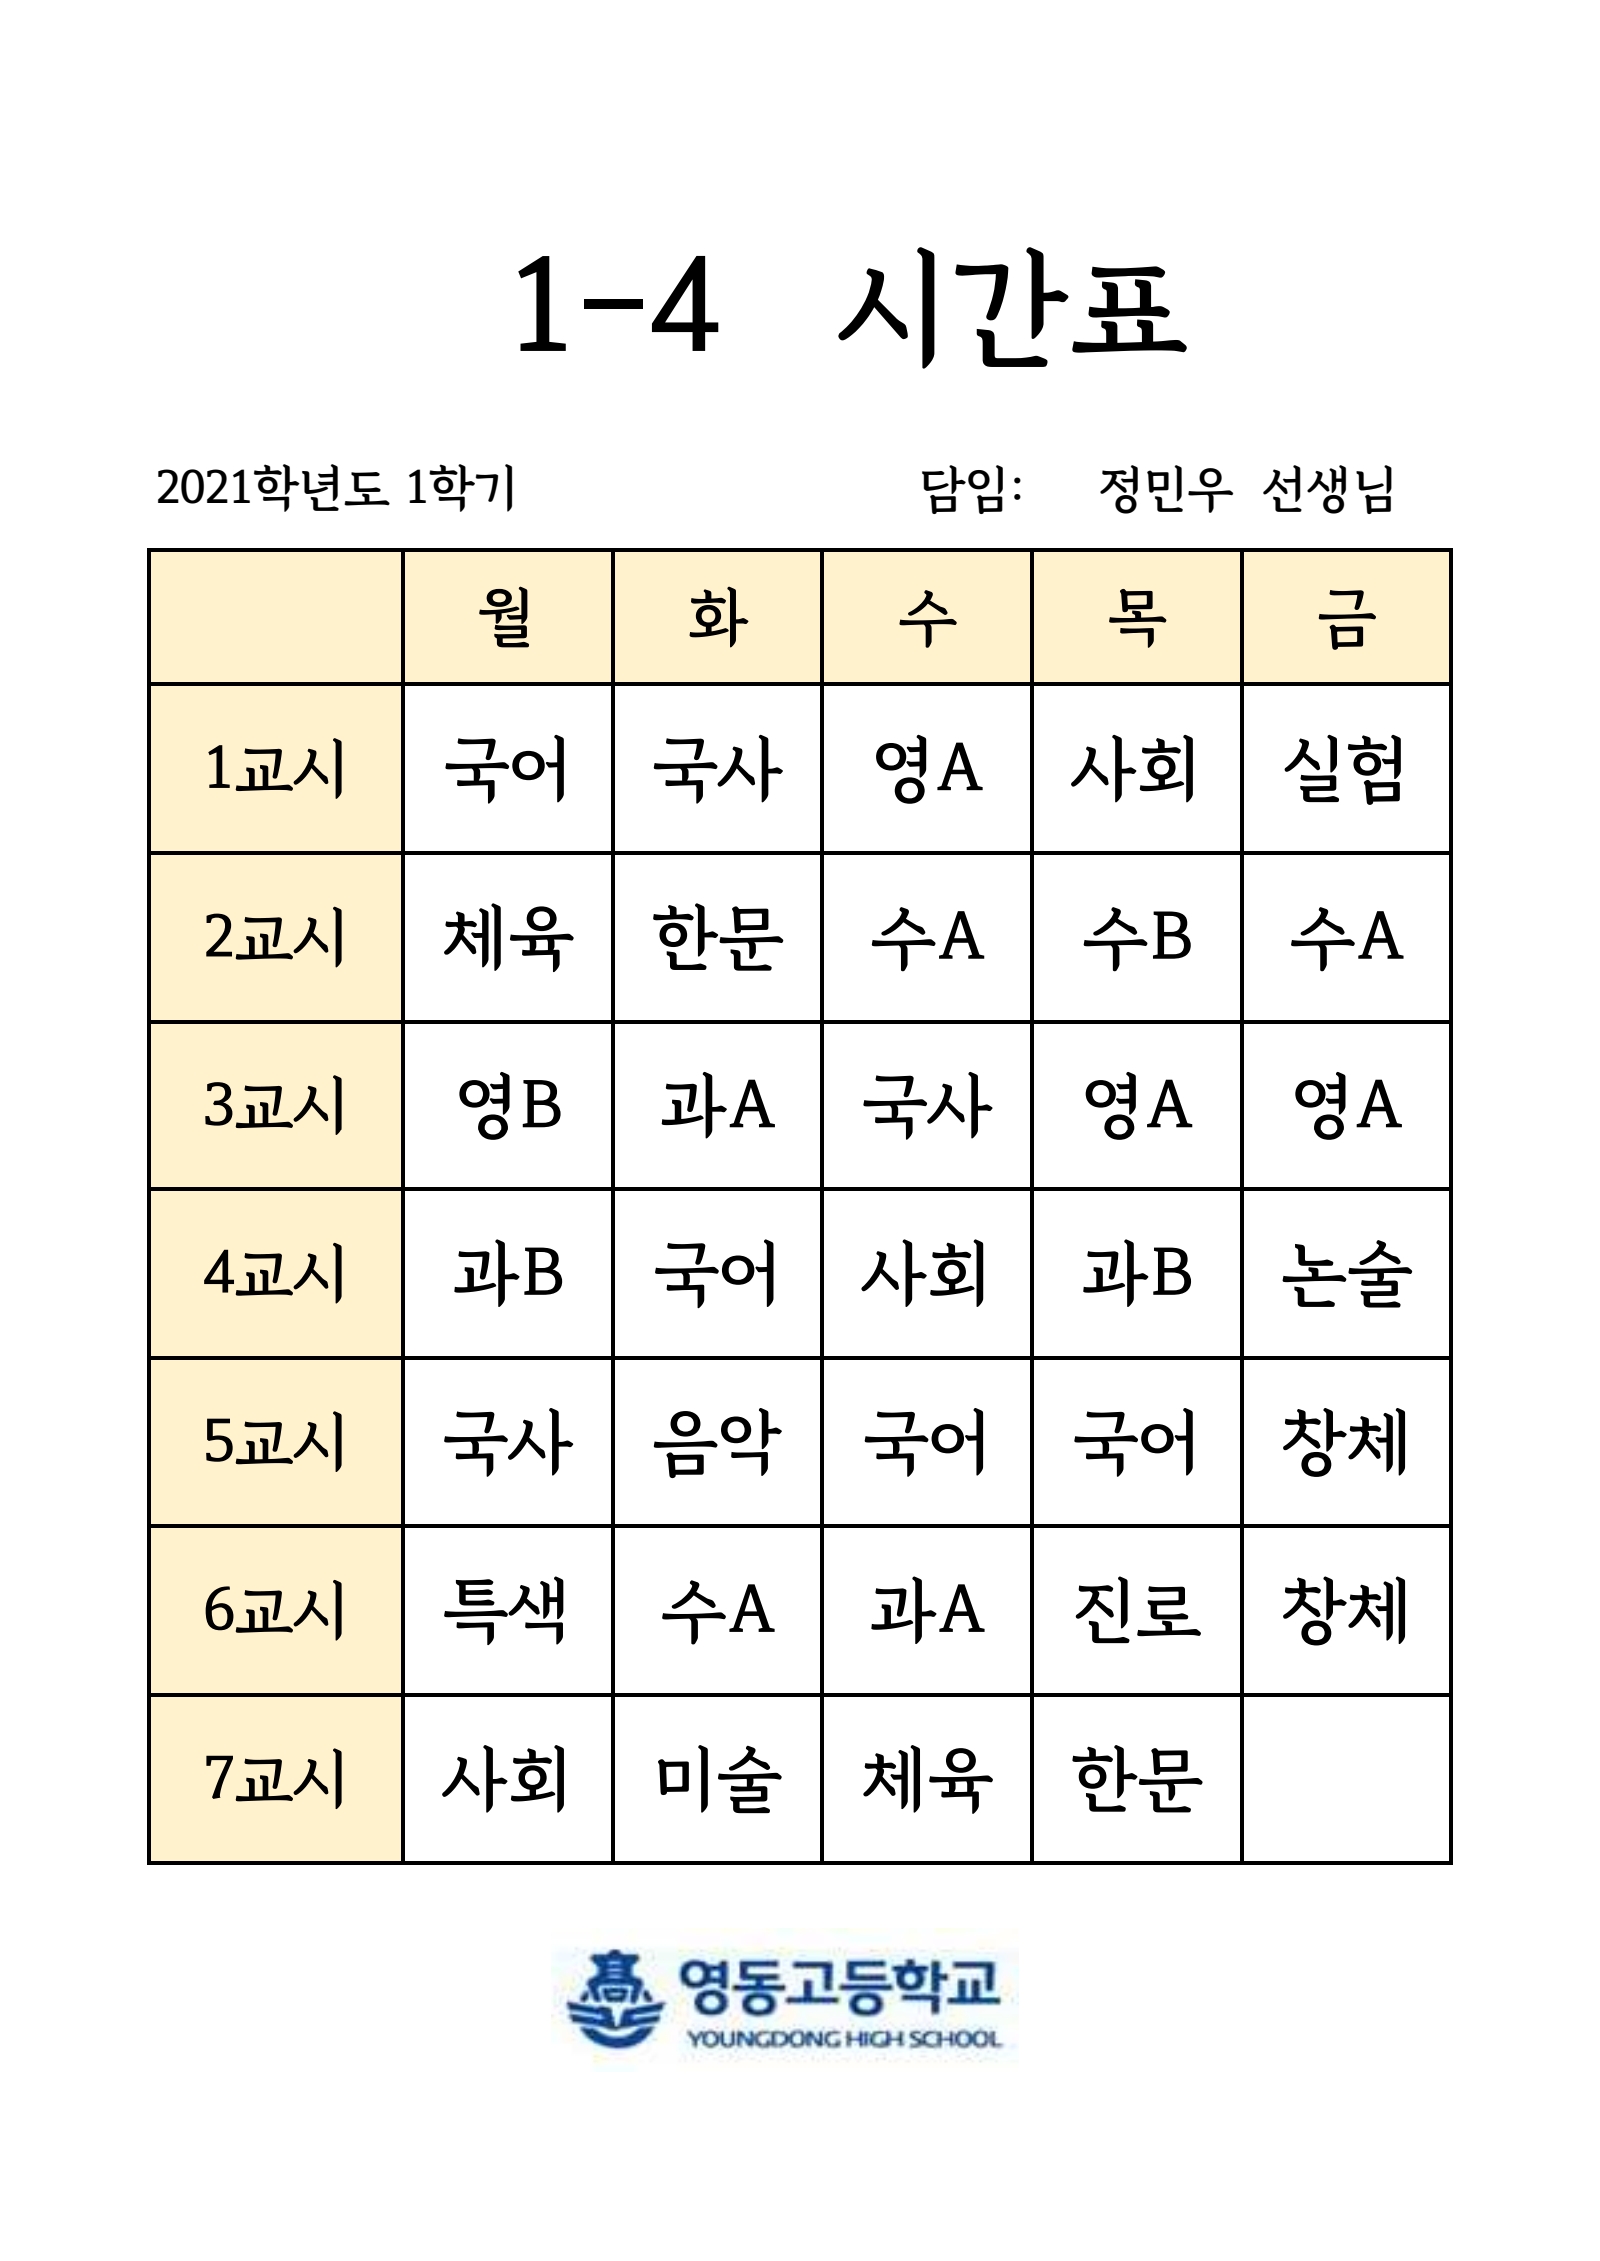 1-4 시간표
2021학년도 1학기 담임: 정민우 선생님
월 화 수 목 금
1교시 국어 국사 영A 사회 실험
2교시 체육 한문 수A 수B 수A
3교시 영B 과A 국사 영A 영A
4교시 과B 국어 사회 과B 논술
5교시 국사 음악 국어 국어 창체
6교시 특색 수A 과A 진로 창체
7교시 사회 미술 체육 한문
高 영동고등학교
YOUNGDONG HIGH SCHOOL